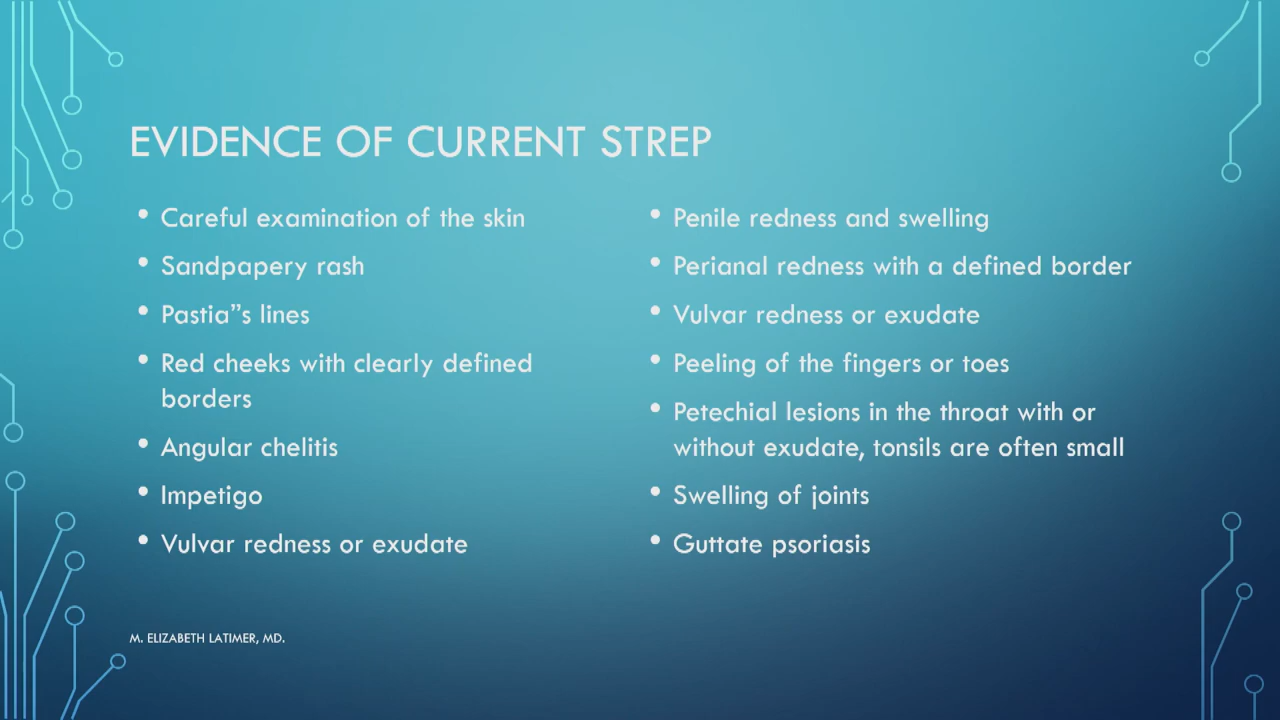 EVIDENCE OF CURRENT STREP
• Careful examination of the skin
• Sandpapery rash
• Pastia”s lines
• Red cheeks with clearly defined
borders
• Angular chelitis
• Impetigo
• Vulvar redness or exudate
• Penile redness and swelling
• Perianal redness with a defined border
• Vulvar redness or exudate
• Peeling of the fingers or toes
• Petechial lesions in the throat with or
without exudate, tonsils are often small
• Swelling of joints
• Guttate psoriasis
M. ELIZABETH LATIMER, MD.